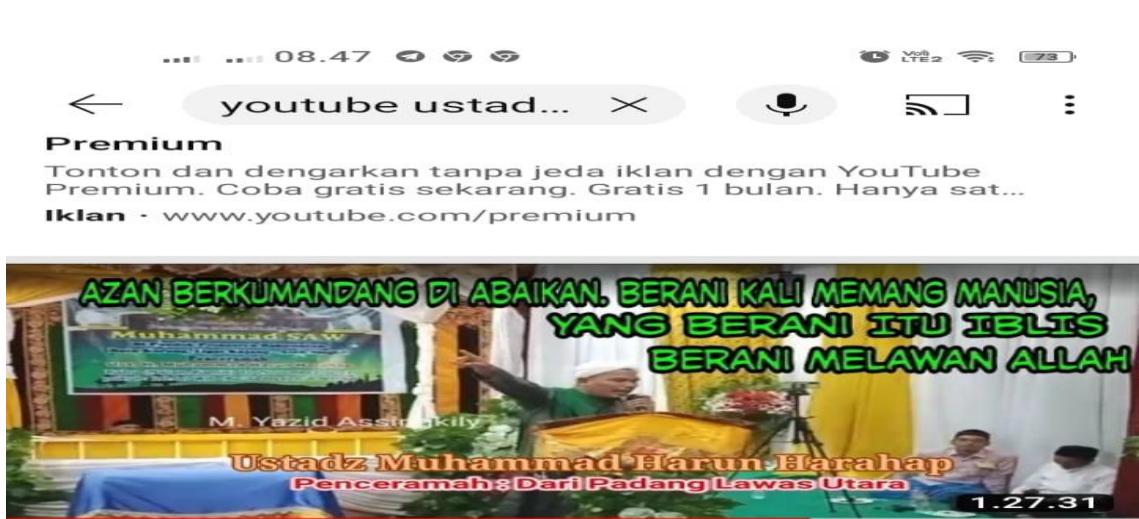 08.47 VoB LTE2 73
youtube ustad...
Premium
Tonton dan dengarkan tanpa jeda iklan dengan YouTube
Premium. Coba gratis sekarang. Gratis 1 bulan. Hanya sat...
Iklan · www.youtube.com/premium
AZAN BERKUMANDANG DI ABAIKAN. BERANI KALI MEMANG MANUSIA,
YANG BERANI ITU IBLIS
BERANI MELAWAN ALLAH
Muhammad SAW
M. Yazid
Ustadz Muhammad Harun Harahap
Penceramah : Dari Padang Lawas Utara
1.27.31